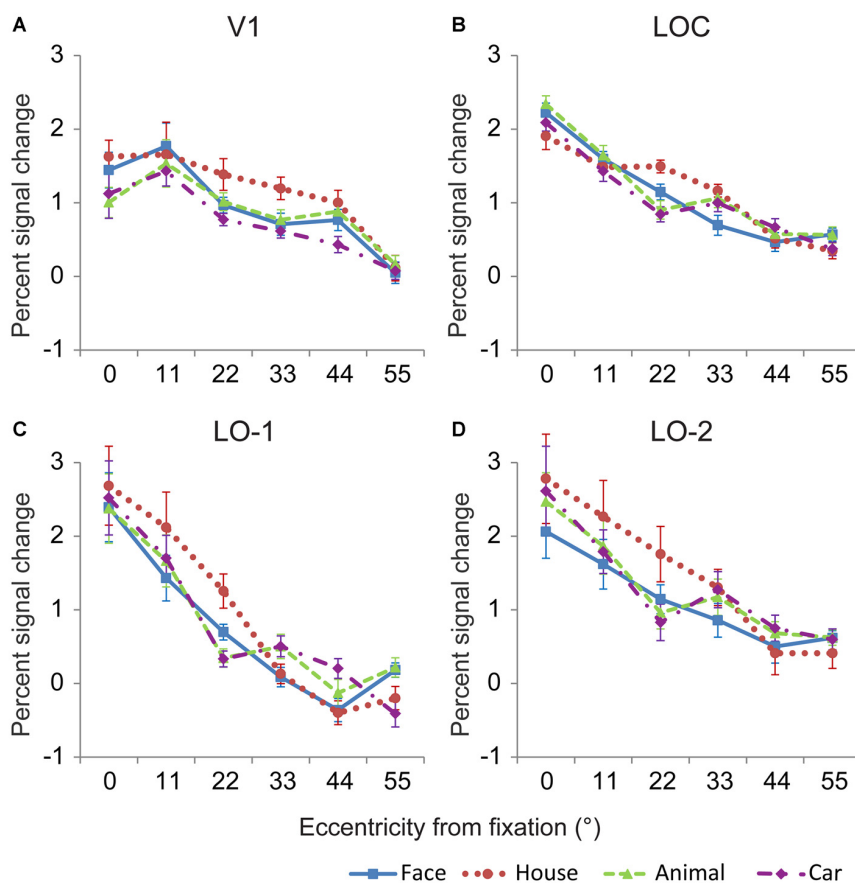 A V1
3
2
1
0
-1
Percent signal change
0 11 22 33 44 55
B LOC
3
2
1
0
-1
Percent signal change
0 11 22 33 44 55
C LO-1
3
2
1
0
-1
Percent signal change
0 11 22 33 44 55
D LO-2
3
2
1
0
-1
Percent signal change
0 11 22 33 44 55
Eccentricity from fixation (°)
Face House Animal Car